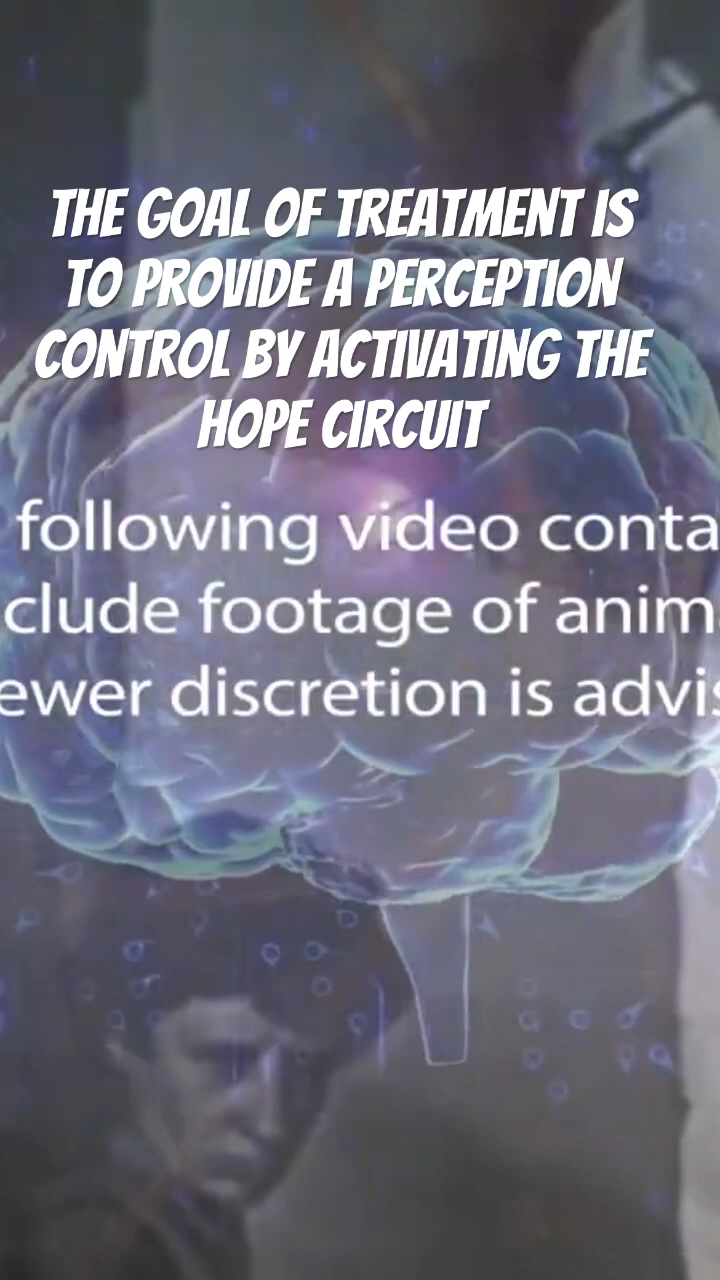 THE GOAL OF TREATMENT IS
TO PROVIDE A PERCEPTION
CONTROL BY ACTIVATING THE
HOPE CIRCUIT
following video conta
clude footage of anim
ewer discretion is advis